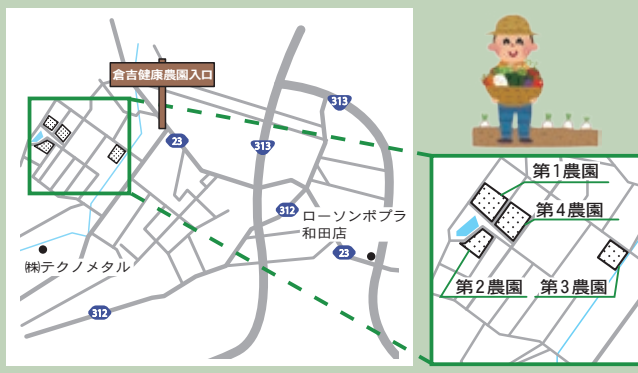 倉吉健康農園入口
313
23
313
312
ローソンポプラ
和田店
23
㈱テクノメタル
312
第1農園
第4農園
第2農園
第3農園